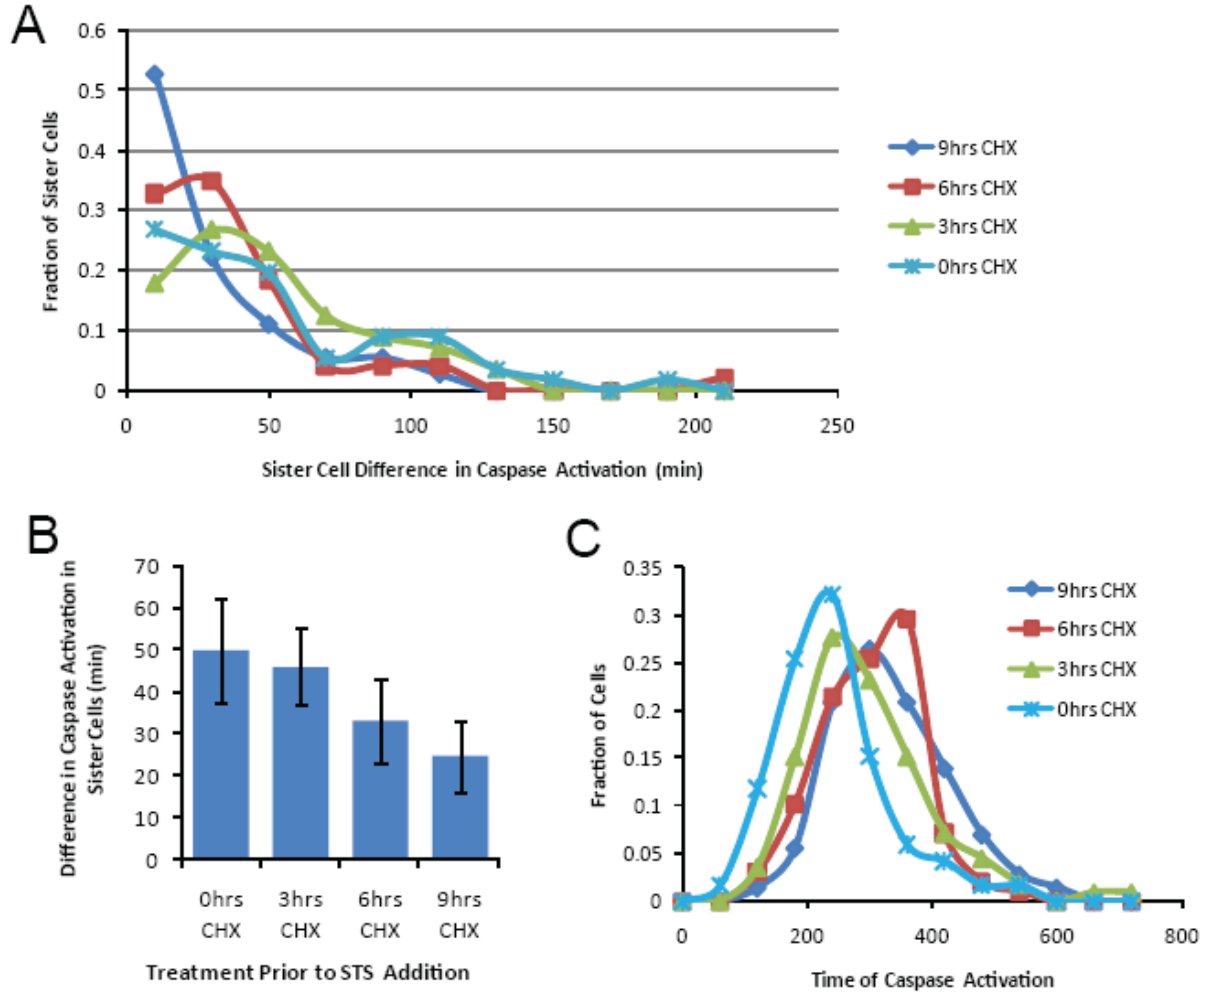 A
0.6
0.5
0.4
0.3
0.2
0.1
0
0 50 100 150 200 250
Fraction of Sister Cells
Sister Cell Difference in Caspase Activation (min)
9hrs CHX
6hrs CHX
3hrs CHX
0hrs CHX
B
70
60
50
40
30
20
10
0
Difference in Caspase Activation in
Sister Cells (min)
0hrs 3hrs 6hrs 9hrs
CHX CHX CHX CHX
Treatment Prior to STS Addition
C
0.35
0.3
0.25
0.2
0.15
0.1
0.05
0
0 200 400 600 800
Fraction of Cells
Time of Caspase Activation
9hrs CHX
6hrs CHX
3hrs CHX
0hrs CHX